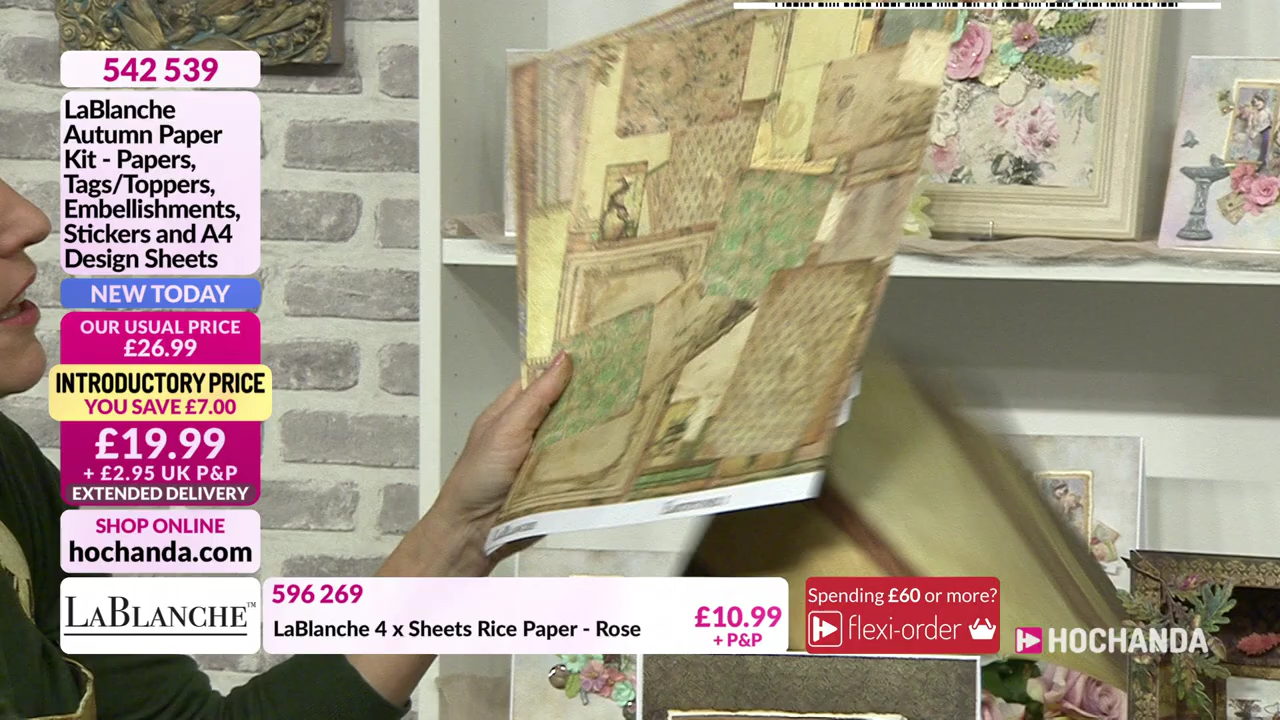 542 539
LaBlanche
Autumn Paper
Kit - Papers,
Tags/Toppers,
Embellishments,
Stickers and A4
Design Sheets
NEW TODAY
OUR USUAL PRICE
£26.99
INTRODUCTORY PRICE
YOU SAVE £7.00
£19.99
+ £2.95 UK P&P
EXTENDED DELIVERY
SHOP ONLINE
hochanda.com
LABLANCHE™
596 269
LaBlanche 4 x Sheets Rice Paper - Rose
£10.99
+ P&P
Spending £60 or more?
flexi-order
HOCHANDA